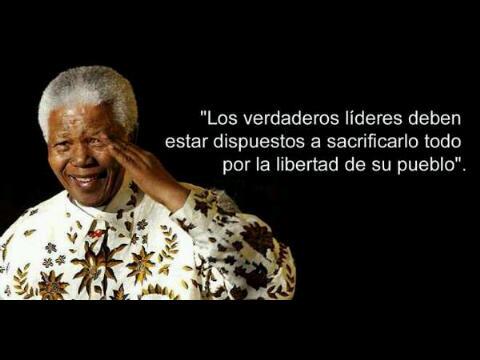 "Los verdaderos líderes deben
estar dispuestos a sacrificarlo todo
por la libertad de su pueblo".